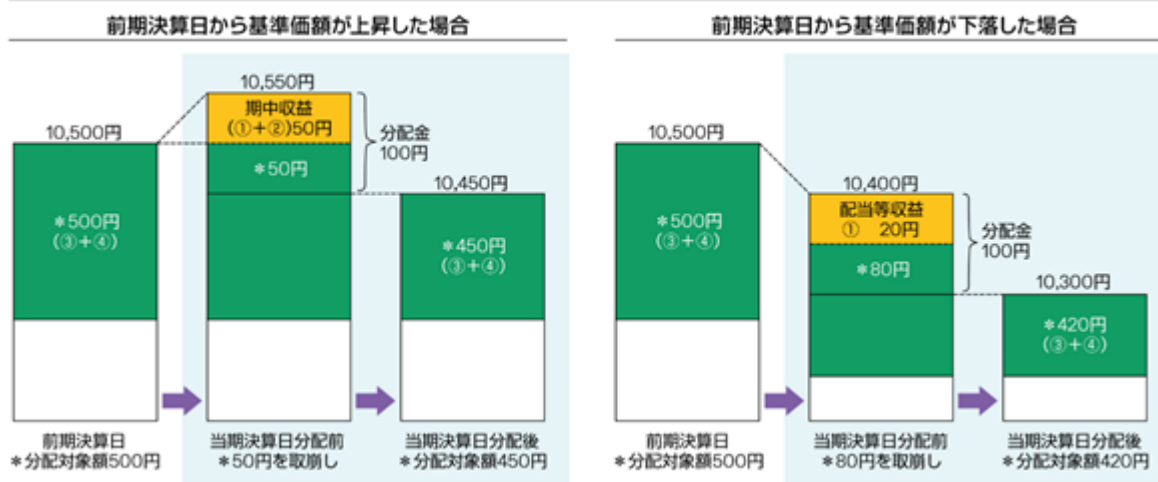 前期決算日から基準価額が上昇した場合
10,500円
10,550円
期中収益
(①+②)50円
分配金
100円
*50円
10,450円
*500円
(③+④)
*450円
(③+④)
前期決算日
*分配対象額500円
当期決算日分配前
*50円を取崩し
当期決算日分配後
*分配対象額450円
前期決算日から基準価額が下落した場合
10,500円
10,400円
配当等収益
① 20円
分配金
100円
*80円
10,300円
*500円
(③+④)
*420円
(③+④)
前期決算日
*分配対象額500円
当期決算日分配前
*80円を取崩し
当期決算日分配後
*分配対象額420円